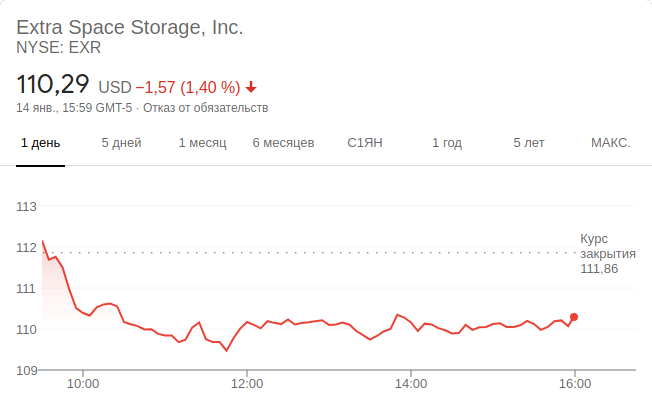 Extra Space Storage, Inc.
NYSE: EXR
110,29 USD −1,57 (1,40 %)
14 янв., 15:59 GMT-5 · Отказ от обязательств
1 день 5 дней 1 месяц 6 месяцев С1ЯН 1 год 5 лет МАКС.
113
112
111
110
109
Курс
закрытия
111,86
10:00 12:00 14:00 16:00